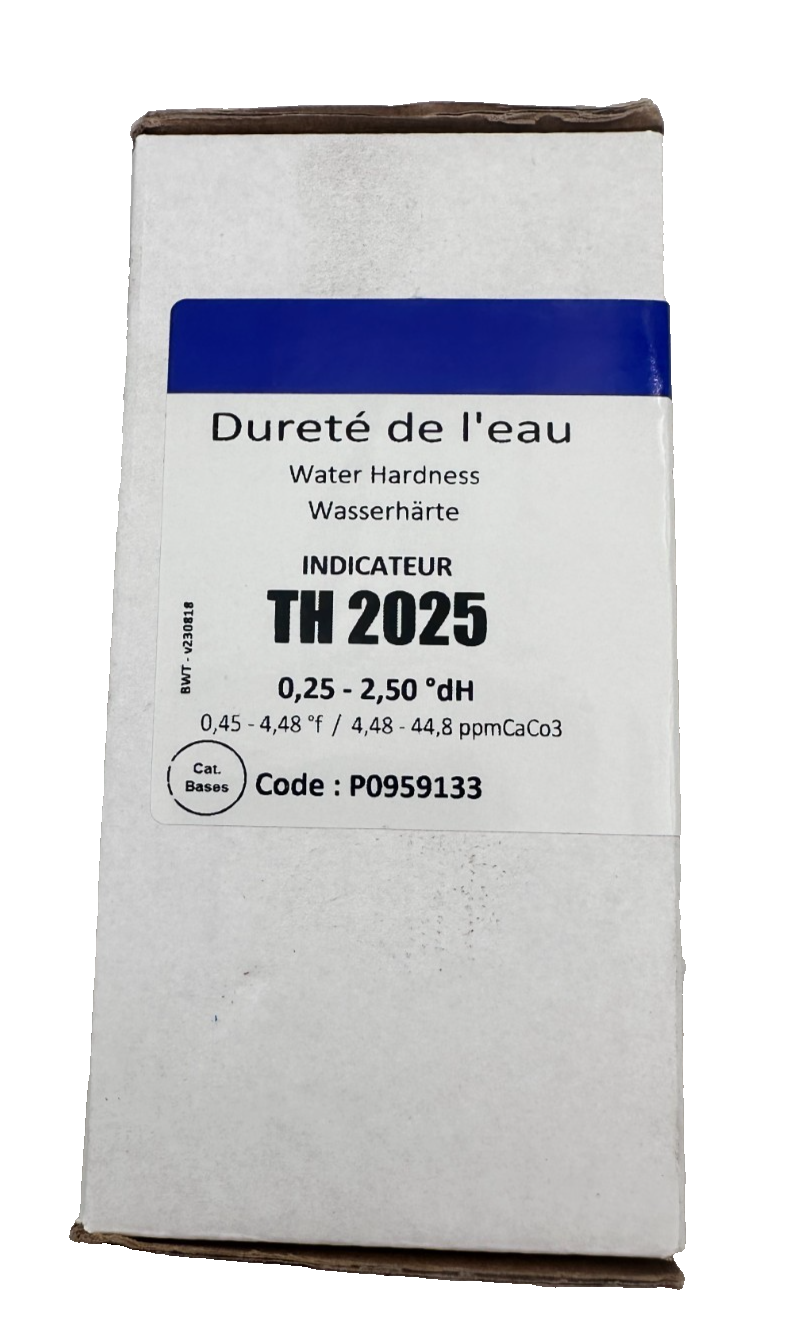 Dureté de l'eau
Water Hardness
Wasserhärte
INDICATEUR
TH 2025
0,25 - 2,50 °dH
0,45 - 4,48 °f / 4,48 - 44,8 ppmCaCo3
Cat.
Bases
Code : P0959133
BWT - v230818